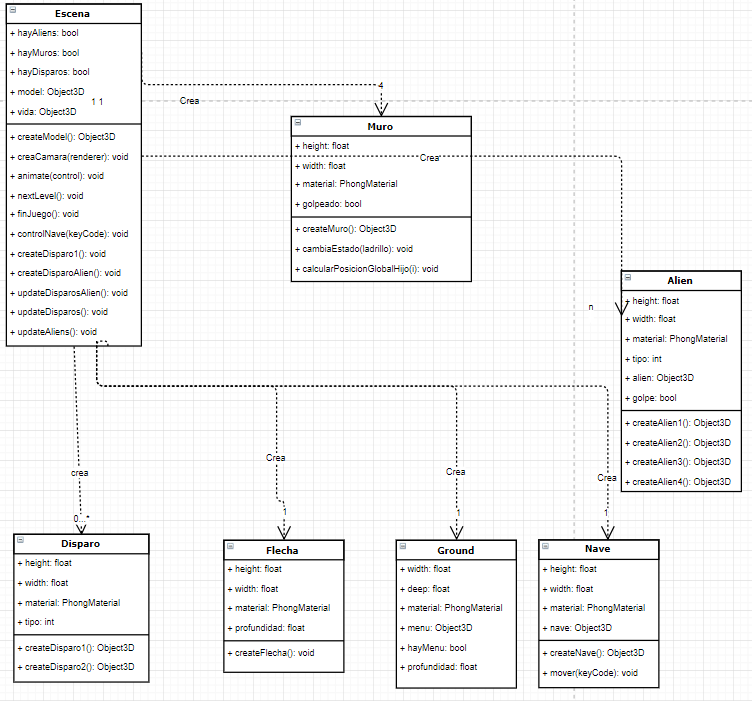 Escena
+ hayAliens: bool
+ hayMuros: bool
+ hayDisparos: bool
+ model: Object3D
1 1
+ vida: Object3D
+ createModel(): Object3D
+ creaCamara(renderer): void
+ animate(control): void
+ nextLevel(): void
+ finJuego(): void
+ controlNave(keyCode): void
+ createDisparo1(): void
+ createDisparoAlien(): void
+ updateDisparosAlien(): void
+ updateDisparos(): void
+ updateAliens(): void
Crea
4
Muro
+ height: float
+ width: float
+ material: PhongMaterial
+ golpeado: bool
+ createMuro(): Object3D
+ cambiaEstado(ladrillo): void
+ calcularPosicionGlobalHijo(i): void
Crea
n
Alien
+ height: float
+ width: float
+ material: PhongMaterial
+ tipo: int
+ alien: Object3D
+ golpe: bool
+ createAlien1(): Object3D
+ createAlien2(): Object3D
+ createAlien3(): Object3D
+ createAlien4(): Object3D
crea
0...*
Disparo
+ height: float
+ width: float
+ material: PhongMaterial
+ tipo: int
+ createDisparo1(): Object3D
+ createDisparo2(): Object3D
Crea
1
Flecha
+ height: float
+ width: float
+ material: PhongMaterial
+ profundidad: float
+ createFlecha(): void
Crea
1
Ground
+ width: float
+ deep: float
+ material: PhongMaterial
+ menu: Object3D
+ hayMenu: bool
+ profundidad: float
Crea
1
Nave
+ height: float
+ width: float
+ material: PhongMaterial
+ nave: Object3D
+ createNave(): Object3D
+ mover(keyCode): void